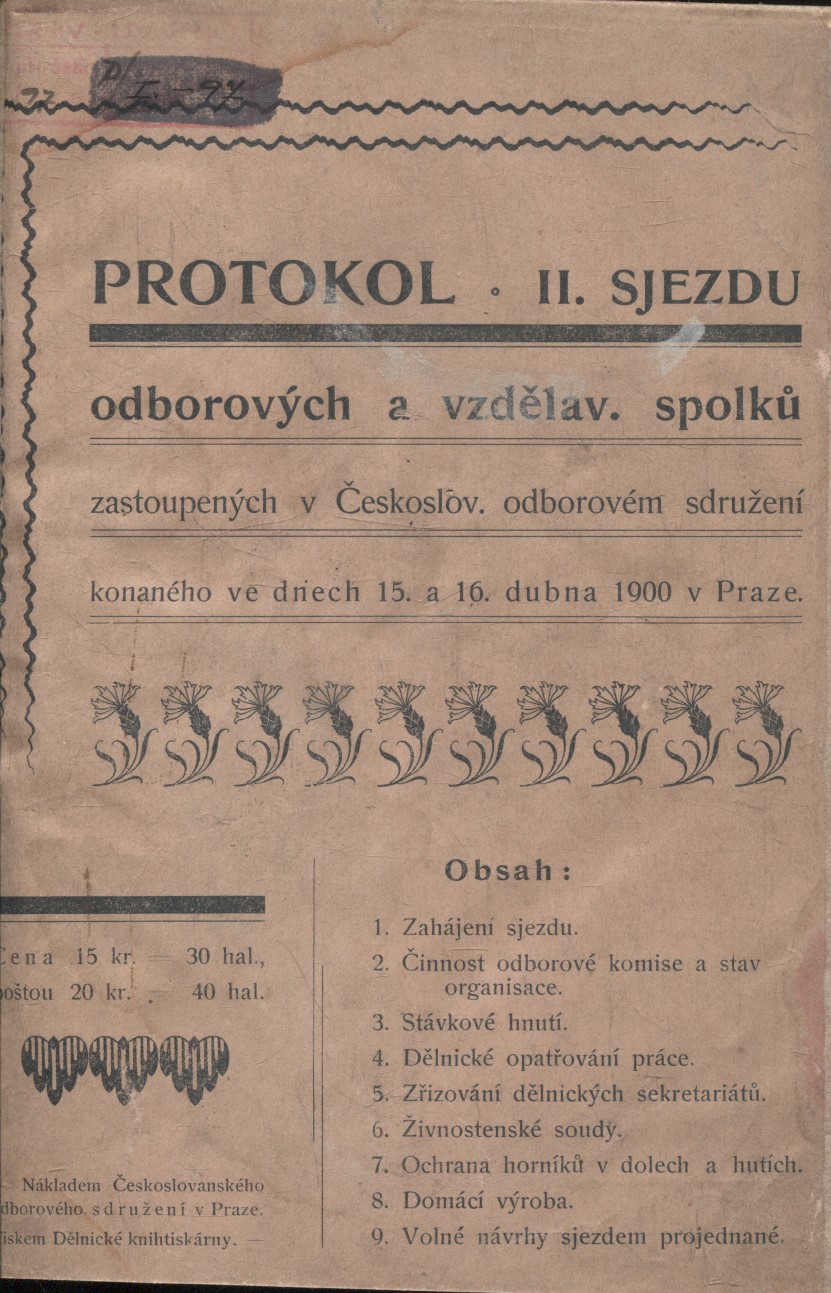 92
D/
I. - 94
PROTOKOL • II. SJEZDU
odborových a vzdělav. spolků
zastoupených v Českoslov. odborovém sdružení
konaného ve dnech 15. a 16. dubna 1900 v Praze.
Cena 15 kr. — 30 hal.,
oštou 20 kr. — 40 hal.
— Nákladem Československého
dborového sdružení v Praze.
iskem Dělnické knihtiskárny. —
Obsah:
1. Zahájení sjezdu.
2. Činnost odborové komise a stav
organisace.
3. Stávkové hnutí.
4. Dělnické opatřování práce.
5. Zřizování dělnických sekretariátů.
6. Živnostenské soudy.
7. Ochrana horníků v dolech a hutích.
8. Domácí výroba.
9. Volné návrhy sjezdem projednané.